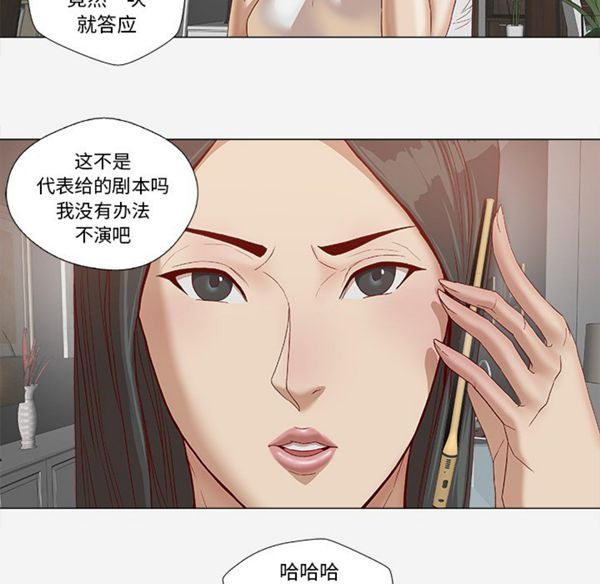 就答应
这不是
代表给的剧本吗
我没有办法
不演吧
哈哈哈